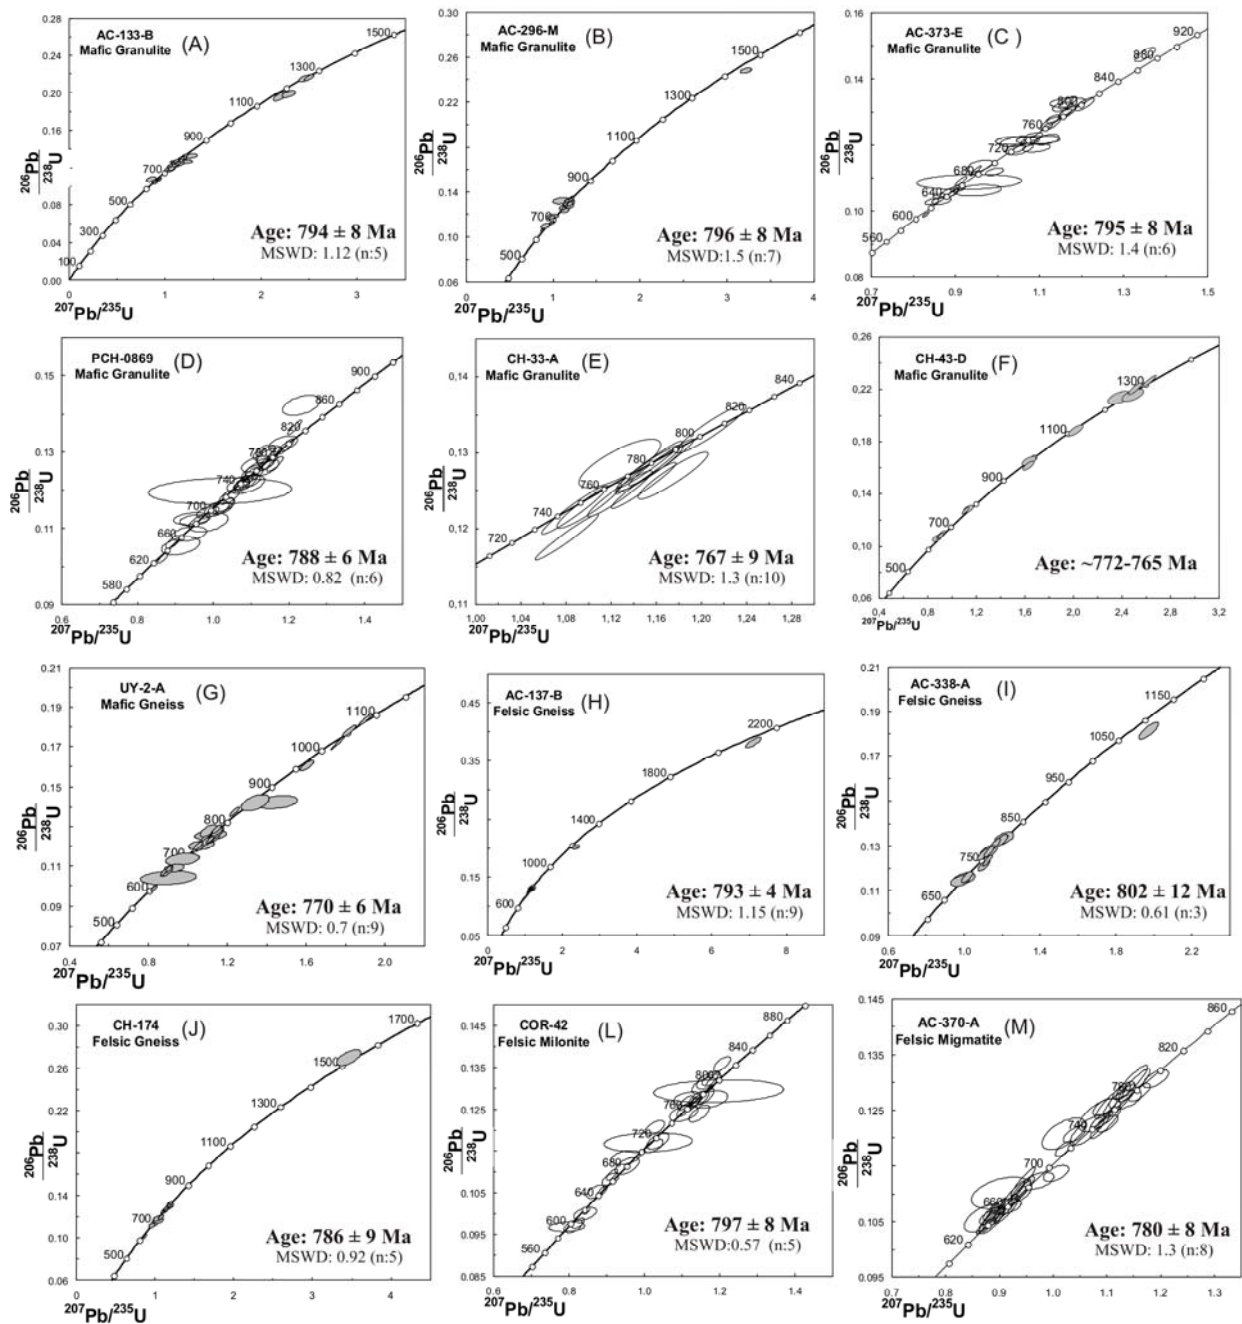 AC-133-B
Mafic Granulite
(A)
0.28
0.24
0.20
0.16
0.12
0.08
0.04
0.00
206Pb
238U
100
300
500
700
900
1100
1300
1500
Age: 794 ± 8 Ma
MSWD: 1.12 (n:5)
0
1
2
3
207Pb/235U
AC-296-M
Mafic Granulite
(B)
0.30
0.26
0.22
0.18
0.14
0.10
0.06
206Pb
238U
500
700
900
1100
1300
1500
Age: 796 ± 8 Ma
MSWD:1.5 (n:7)
0
1
2
3
4
207Pb/235U
AC-373-E
Mafic Granulite
(C )
0.16
0.14
0.12
0.10
0.08
206Pb
238U
560
600
640
680
720
760
800
840
880
920
Age: 795 ± 8 Ma
MSWD: 1.4 (n:6)
0.7
0.9
1.1
1.3
1.5
207Pb/235U
PCH-0869
Mafic Granulite
(D)
0.15
0.13
0.11
0.09
206Pb
238U
580
620
660
700
740
780
820
860
900
Age: 788 ± 6 Ma
MSWD: 0.82 (n:6)
0.6
0.8
1.0
1.2
1.4
207Pb/235U
CH-33-A
Mafic Granulite
(E)
0,14
0,13
0,12
0,11
206Pb
238U
720
740
760
780
800
820
840
Age: 767 ± 9 Ma
MSWD: 1.3 (n:10)
1,00
1,04
1,08
1,12
1,16
1,20
1,24
1,28
207Pb/235U
CH-43-D
Mafic Granulite
(F)
0,26
0,22
0,18
0,14
0,10
0,06
206Pb
238U
500
700
900
1100
1300
Age: ~772-765 Ma
0,4
0,8
1,2
1,6
2,0
2,4
2,8
3,2
207Pb/235U
UY-2-A
Mafic Gneiss
(G)
0.21
0.19
0.17
0.15
0.13
0.11
0.09
0.07
206Pb
238U
500
600
700
800
900
1000
1100
Age: 770 ± 6 Ma
MSWD: 0.7 (n:9)
0.4
0.8
1.2
1.6
2.0
207Pb/235U
AC-137-B
Felsic Gneiss
(H)
0.45
0.35
0.25
0.15
0.05
206Pb
238U
600
1000
1400
1800
2200
Age: 793 ± 4 Ma
MSWD: 1.15 (n:9)
0
2
4
6
8
207Pb/235U
AC-338-A
Felsic Gneiss
(I)
0.21
0.19
0.17
0.15
0.13
0.11
0.09
206Pb
238U
650
750
850
950
1050
1150
Age: 802 ± 12 Ma
MSWD: 0.61 (n:3)
0.6
1.0
1.4
1.8
2.2
207Pb/235U
CH-174
Felsic Gneiss
(J)
0.30
0.26
0.22
0.18
0.14
0.10
0.06
206Pb
238U
500
700
900
1100
1300
1500
1700
Age: 786 ± 9 Ma
MSWD: 0.92 (n:5)
0
1
2
3
4
207Pb/235U
COR-42
Felsic Milonite
(L)
0.145
0.135
0.125
0.115
0.105
0.095
0.085
206Pb
238U
560
600
640
680
720
760
800
840
880
Age: 797 ± 8 Ma
MSWD:0.57 (n:5)
0.6
0.8
1.0
1.2
1.4
207Pb/235U
AC-370-A
Felsic Migmatite
(M)
0.145
0.135
0.125
0.115
0.105
0.095
206Pb
238U
620
660
700
740
780
820
860
Age: 780 ± 8 Ma
MSWD: 1.3 (n:8)
0.7
0.8
0.9
1.0
1.1
1.2
1.3
207Pb/235U